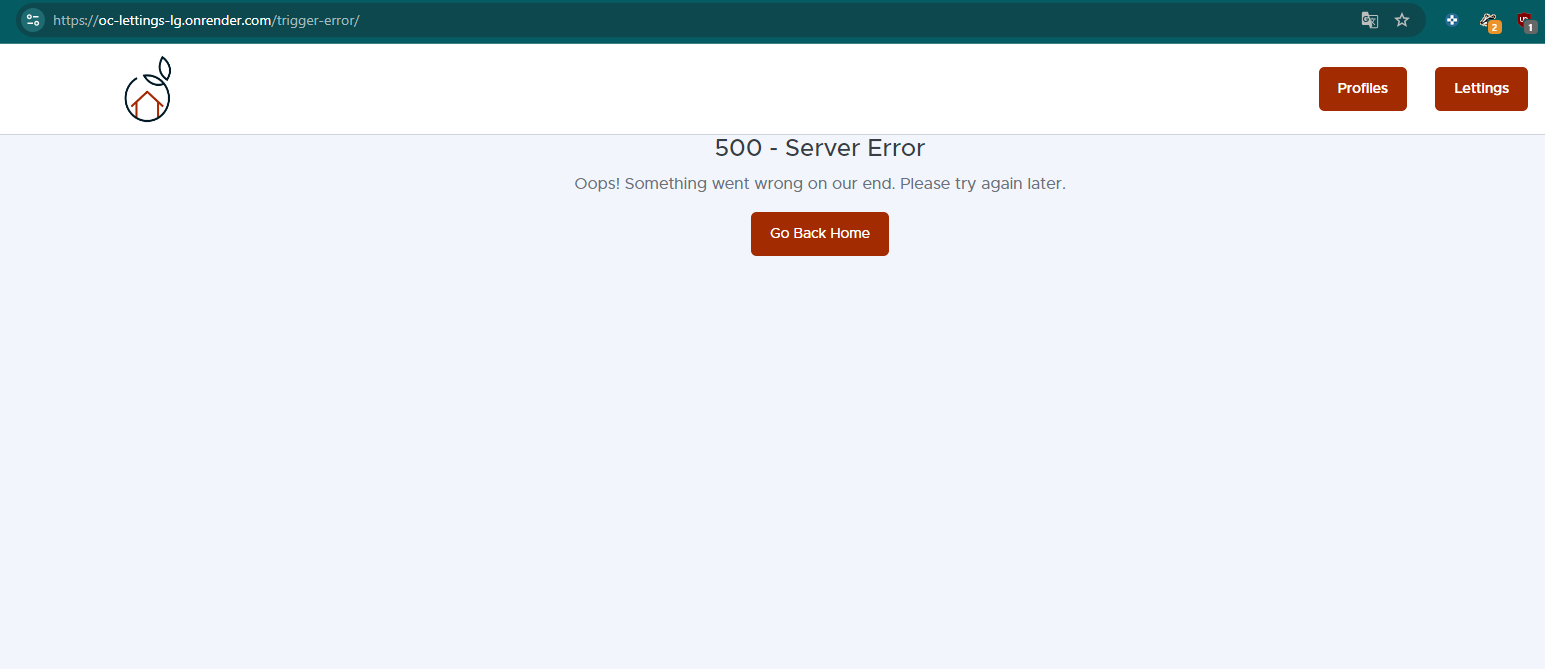 https://oc-lettings-lg.onrender.com/trigger-error/
2
1
Profiles
Lettings
500 - Server Error
Oops! Something went wrong on our end. Please try again later.
Go Back Home